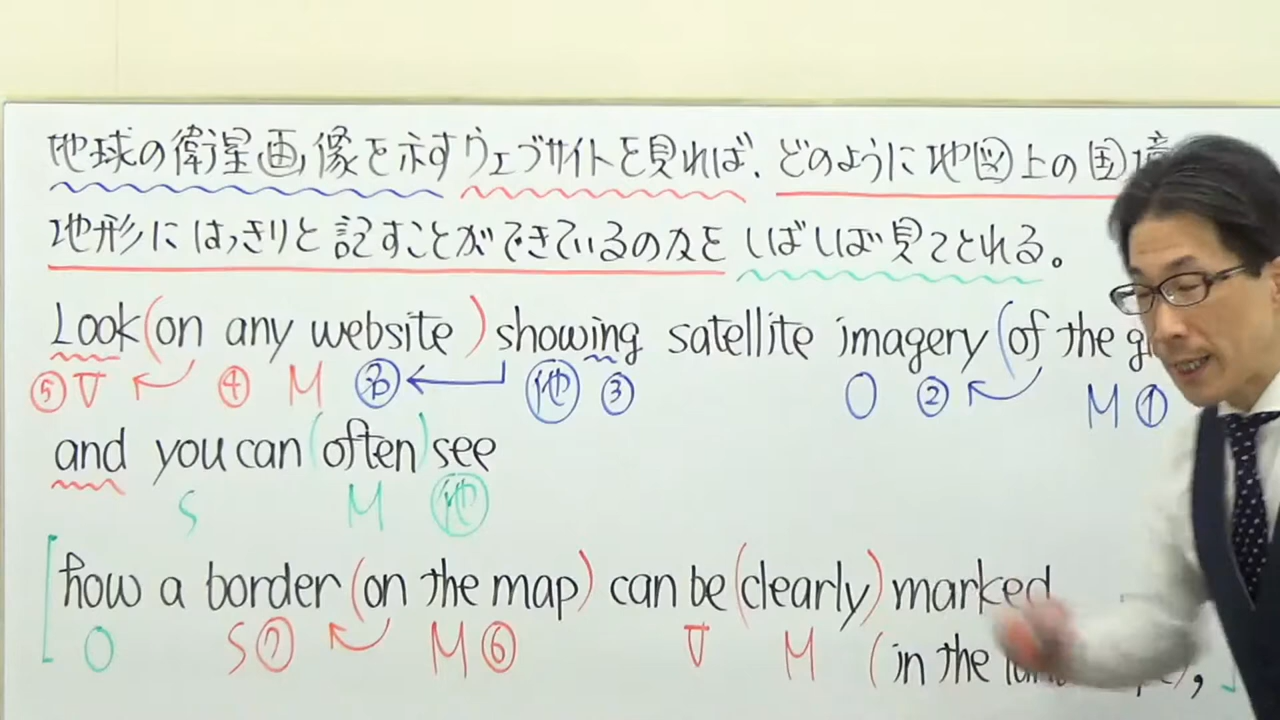 地球の衛星画像を示すウェブサイトを見れば、どのように地図上の国境
地形にはっきりと記すことができているのかを しばしば見てとれる。
Look (on any website) showing satellite imagery (of the
⑤ V ④ M 名 他 ③ O ② M ①
and you can (often) see
S M 他
[how a border (on the map) can be (clearly) marked
O S ⑦ M ⑥ V M (in the ),